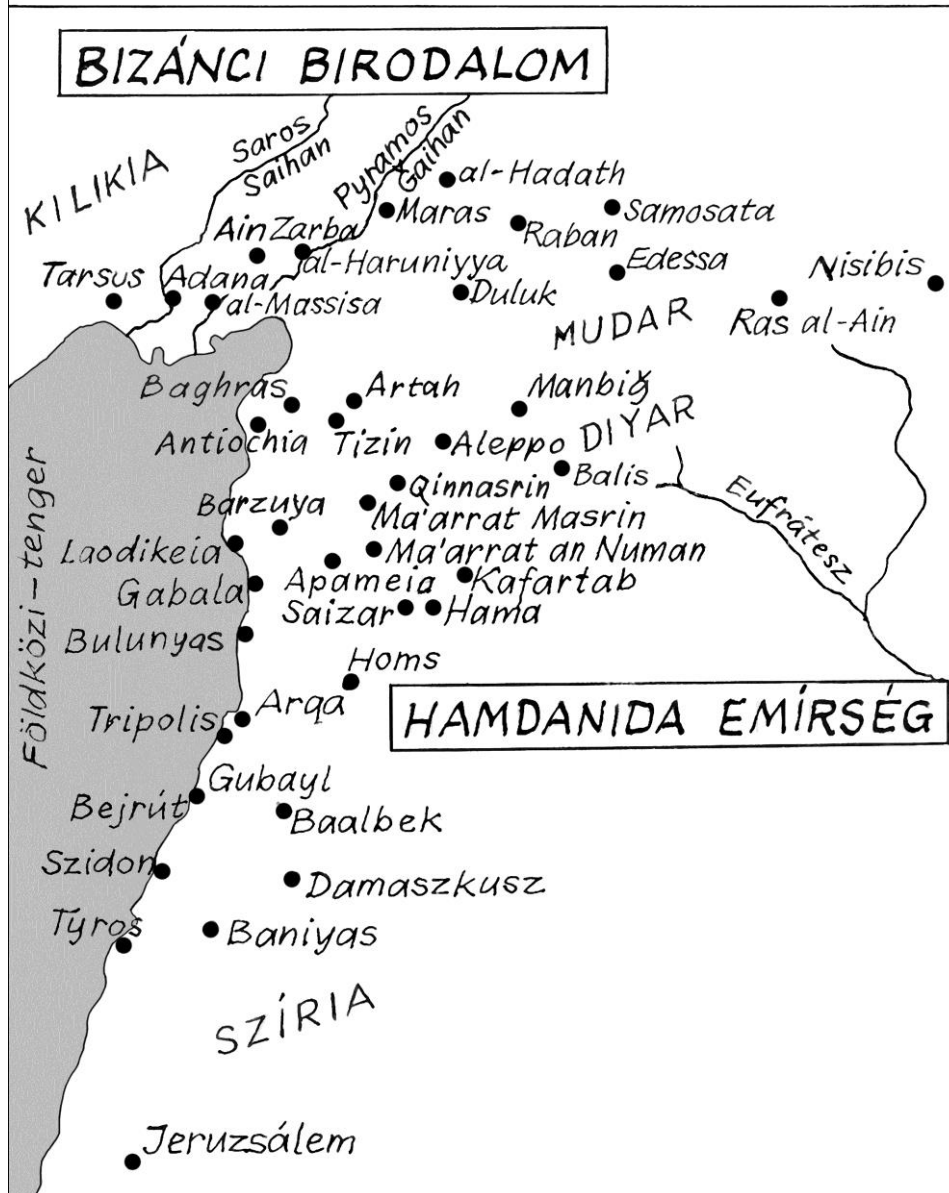 BIZÁNCI BIRODALOM
KILIKIA
Saros
Saihan
Pyramos
Ğaihan
al-Hadath
Maras
Samosata
Raban
Ain Zarba
al-Haruniyya
Edessa
Nisibis
Tarsus
Adana
al-Massisa
Duluk
MUDAR
Ras al-Ain
Baghras
Artah
Manbiğ
Antiochia
Tizin
Aleppo
DIYAR
Qinnasrin
Balis
Eufrátesz
Barzuya
Ma'arrat Masrin
Laodikeia
Ma'arrat an Numan
Földközi-tenger
Gabala
Apameia
Kafartab
Saizar
Hama
Bulunyas
Homs
Arqa
Tripolis
HAMDANIDA EMÍRSÉG
Gubayl
Bejrút
Baalbek
Szidon
Damaszkusz
Tyros
Baniyas
SZÍRIA
Jeruzsálem